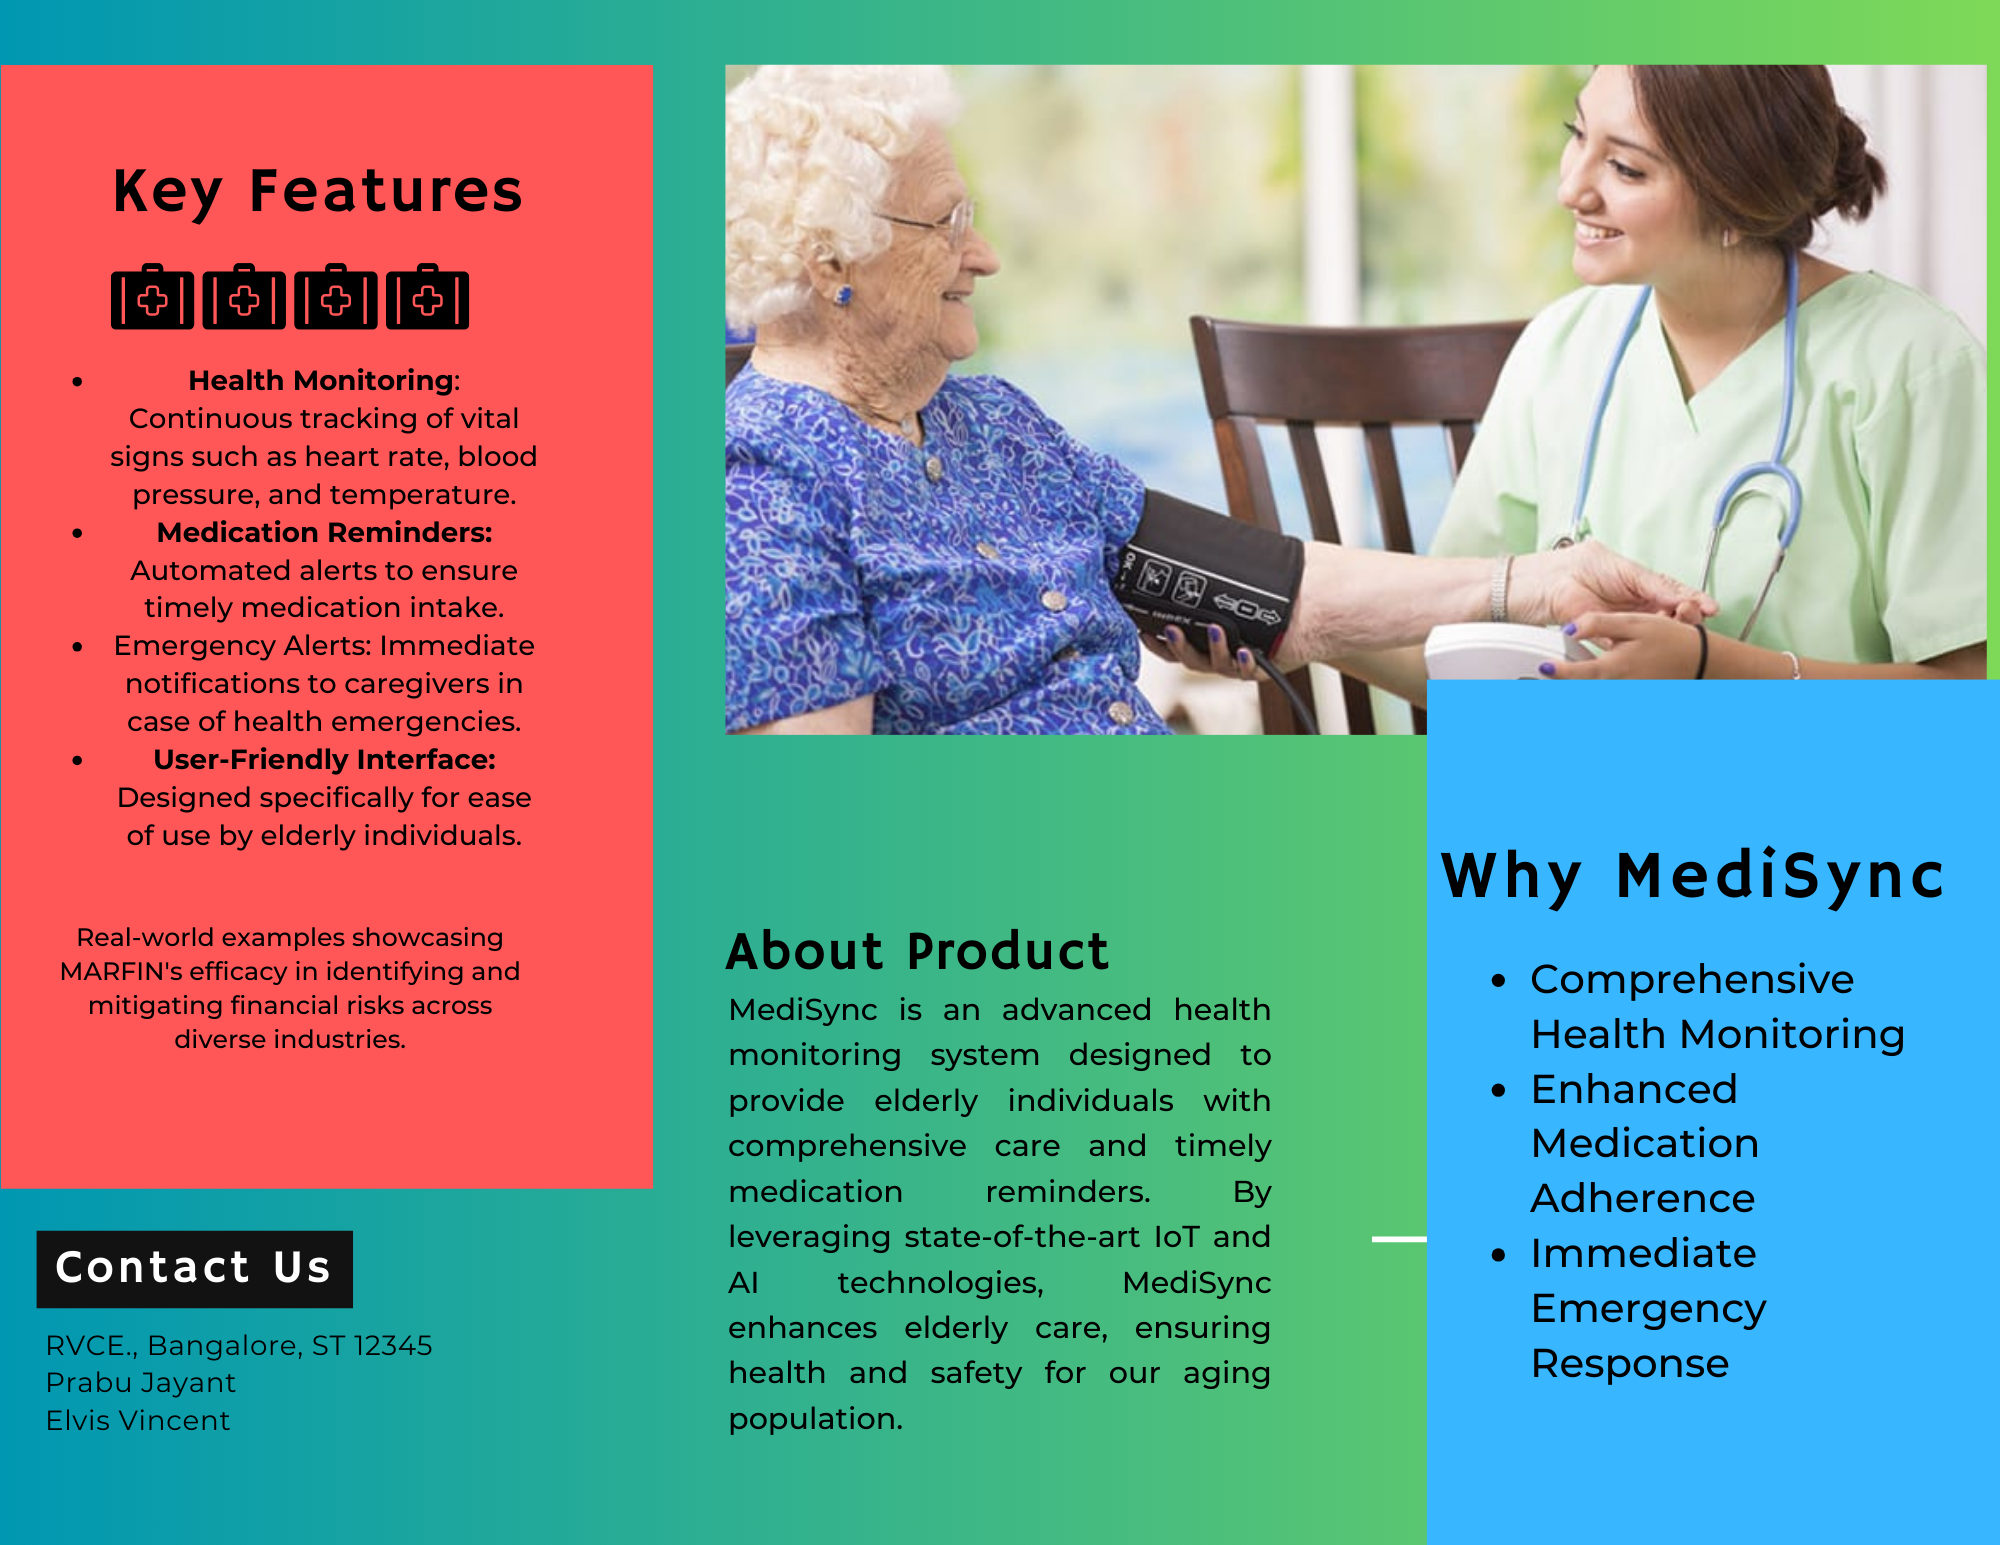 Key Features
Health Monitoring:
Continuous tracking of vital
signs such as heart rate, blood
pressure, and temperature.
Medication Reminders:
Automated alerts to ensure
timely medication intake.
Emergency Alerts: Immediate
notifications to caregivers in
case of health emergencies.
User-Friendly Interface:
Designed specifically for ease
of use by elderly individuals.
Real-world examples showcasing
MARFIN's efficacy in identifying and
mitigating financial risks across
diverse industries.
Contact Us
RVCE., Bangalore, ST 12345
Prabu Jayant
Elvis Vincent
OK
INDEX
About Product
MediSync is an advanced health
monitoring system designed to
provide elderly individuals with
comprehensive care and timely
medication reminders. By
leveraging state-of-the-art IoT and
AI technologies, MediSync
enhances elderly care, ensuring
health and safety for our aging
population.
Why MediSync
Comprehensive
Health Monitoring
Enhanced
Medication
Adherence
Immediate
Emergency
Response